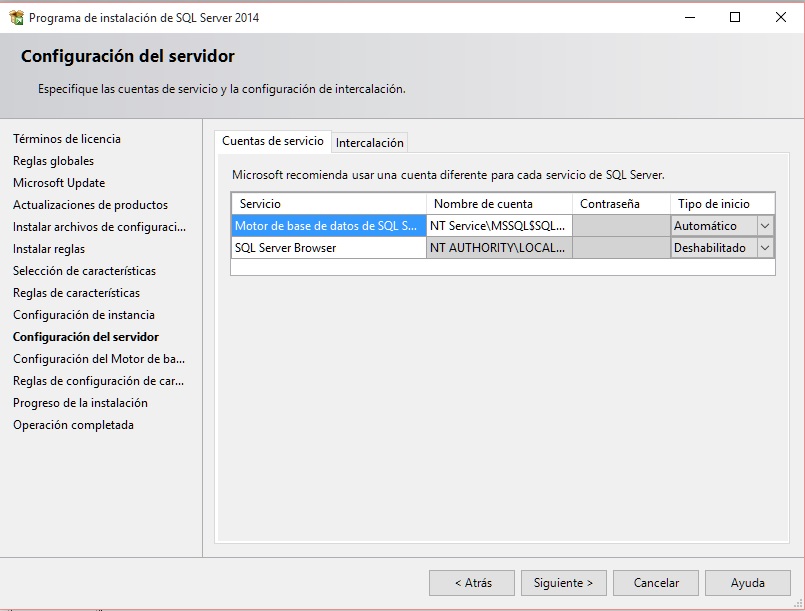 Programa de instalación de SQL Server 2014
Configuración del servidor
Especifique las cuentas de servicio y la configuración de intercalación.
Términos de licencia
Reglas globales
Microsoft Update
Actualizaciones de productos
Instalar archivos de configuraci...
Instalar reglas
Selección de características
Reglas de características
Configuración de instancia
Configuración del servidor
Configuración del Motor de ba...
Reglas de configuración de car...
Progreso de la instalación
Operación completada
Cuentas de servicio Intercalación
Microsoft recomienda usar una cuenta diferente para cada servicio de SQL Server.
Servicio Nombre de cuenta Contraseña Tipo de inicio
Motor de base de datos de SQL S... NT Service\MSSQL$SQL... Automático
SQL Server Browser NT AUTHORITY\LOCAL... Deshabilitado
< Atrás Siguiente > Cancelar Ayuda